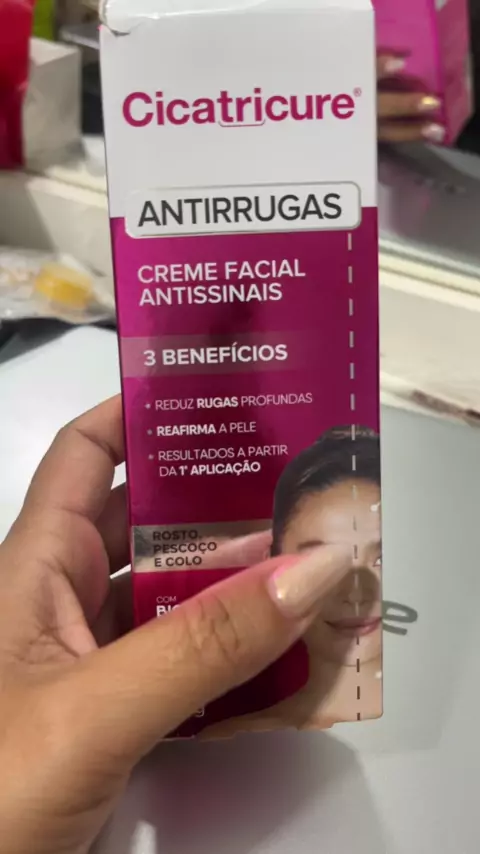 Cicatricure®
ANTIRRUGAS
CREME FACIAL
ANTISSINAIS
3 BENEFÍCIOS
• REDUZ RUGAS PROFUNDAS
• REAFIRMA A PELE
• RESULTADOS A PARTIR
DA 1ª APLICAÇÃO
ROSTO,
PESCOÇO
E COLO
COM